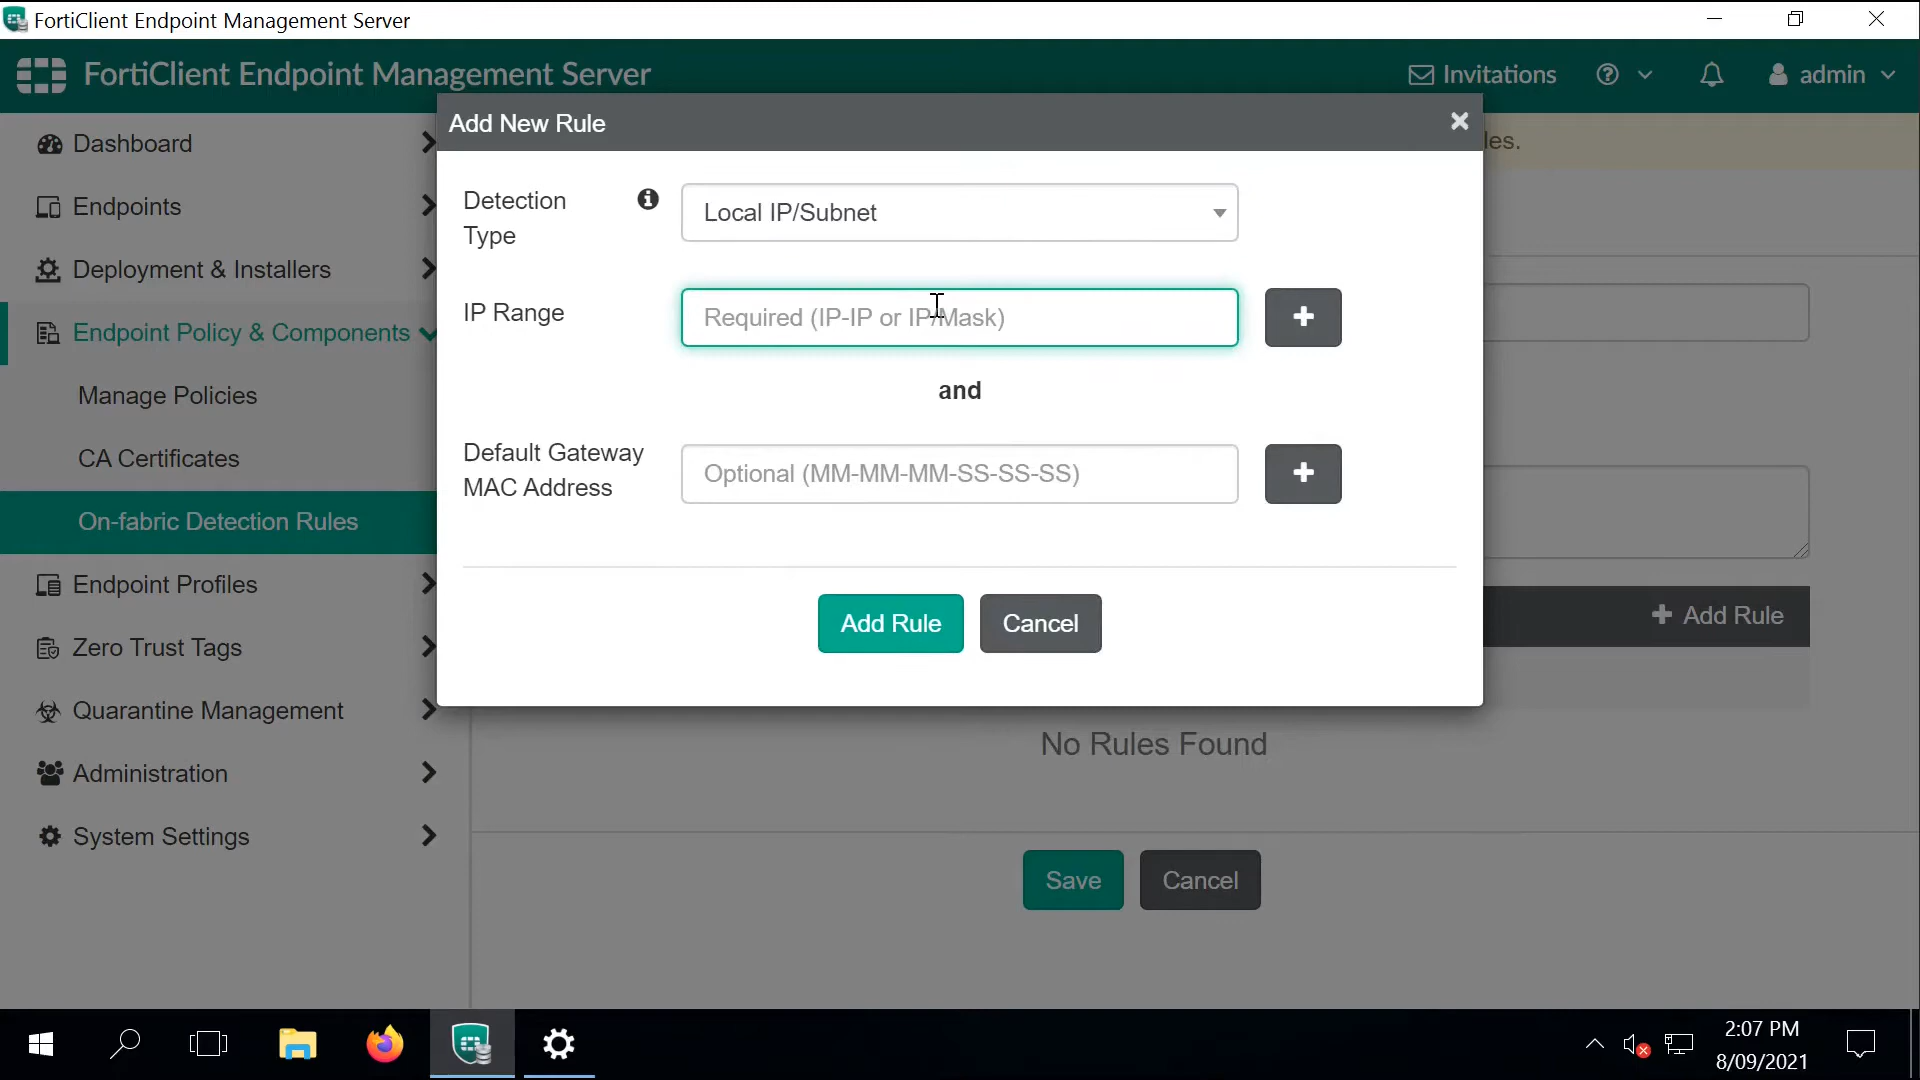 FortiClient Endpoint Management Server
FortiClient Endpoint Management Server
Invitations
admin
Add New Rule
les.
Dashboard
Endpoints
Deployment & Installers
Endpoint Policy & Components
Manage Policies
CA Certificates
On-fabric Detection Rules
Endpoint Profiles
Zero Trust Tags
Quarantine Management
Administration
System Settings
Detection
Type
Local IP/Subnet
IP Range
Required (IP-IP or IP/Mask)
and
Default Gateway
MAC Address
Optional (MM-MM-MM-SS-SS-SS)
Add Rule
Cancel
Add Rule
No Rules Found
Save
Cancel
2:07 PM
8/09/2021